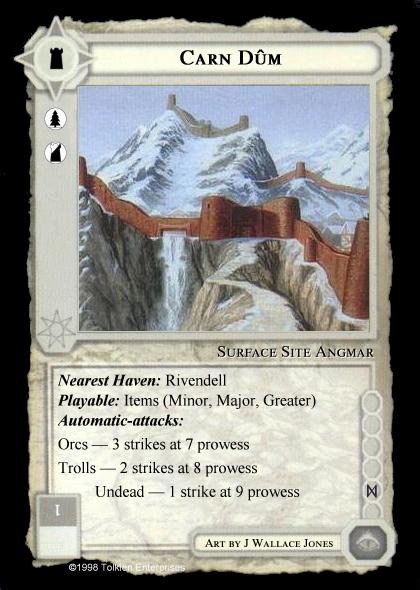 Carn Dûm
Surface Site Angmar
Nearest Haven: Rivendell
Playable: Items (Minor, Major, Greater)
Automatic-attacks:
Orcs — 3 strikes at 7 prowess
Trolls — 2 strikes at 8 prowess
Undead — 1 strike at 9 prowess
1
Art by J Wallace Jones
©1998 Tolkien Enterprises